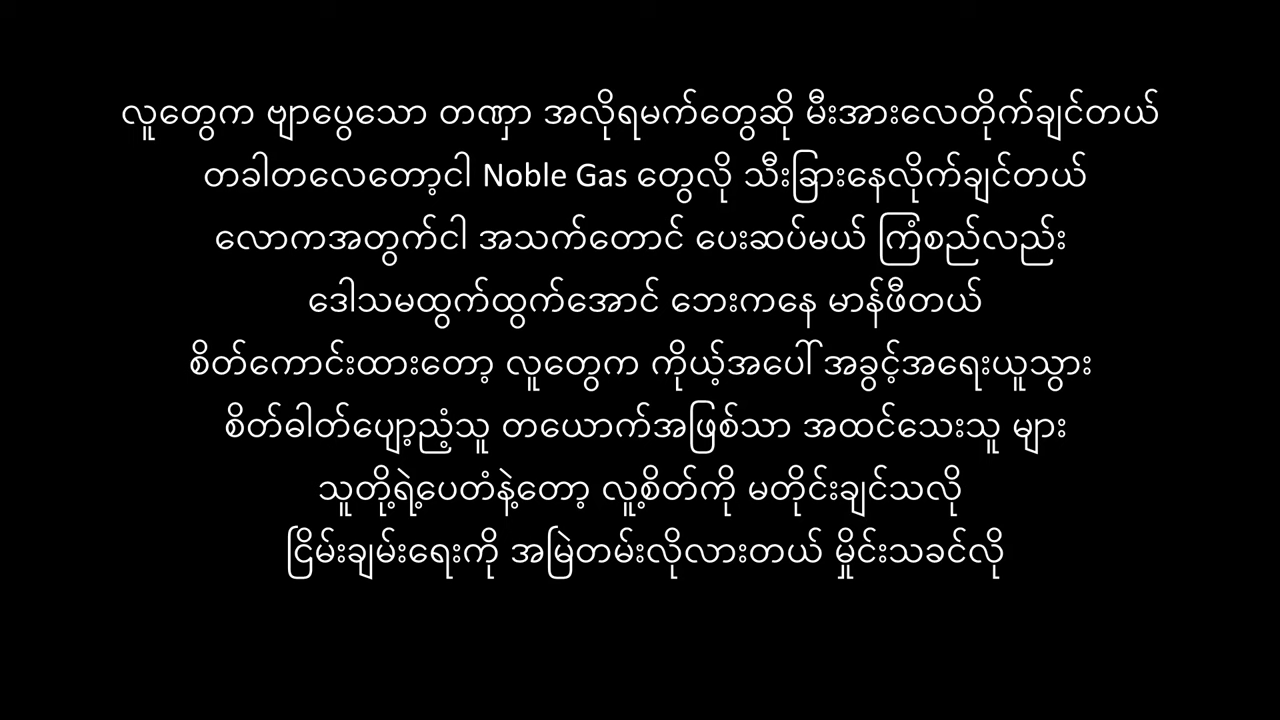 လူတွေက ဗျာပွေသော တဏှာ အလိုရမက်တွေဆို မီးအားလေတိုက်ချင်တယ်
တခါတလေတော့ငါ Noble Gas တွေလို သီးခြားနေလိုက်ချင်တယ်
လောကအတွက်ငါ အသက်တောင် ပေးဆပ်မယ် ကြံစည်လည်း
ဒေါသမထွက်ထွက်အောင် ဘေးကနေ မာန်ဖီတယ်
စိတ်ကောင်းထားတော့ လူတွေက ကိုယ့်အပေါ် အခွင့်အရေးယူသွား
စိတ်ဓါတ်ပျော့ညံ့သူ တယောက်အဖြစ်သာ အထင်သေးသူ များ
သူတို့ရဲ့ပေတံနဲ့တော့ လူ့စိတ်ကို မတိုင်းချင်သလို
ငြိမ်းချမ်းရေးကို အမြဲတမ်းလိုလားတယ် မှိုင်းသခင်လို